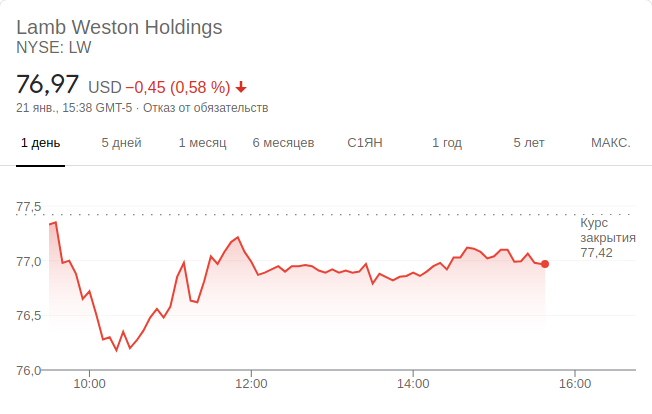 Lamb Weston Holdings
NYSE: LW
76,97 USD −0,45 (0,58 %)
21 янв., 15:38 GMT-5 · Отказ от обязательств
1 день 5 дней 1 месяц 6 месяцев С1ЯН 1 год 5 лет МАКС.
77,5
Курс
закрытия
77,42
77,0
76,5
76,0
10:00 12:00 14:00 16:00